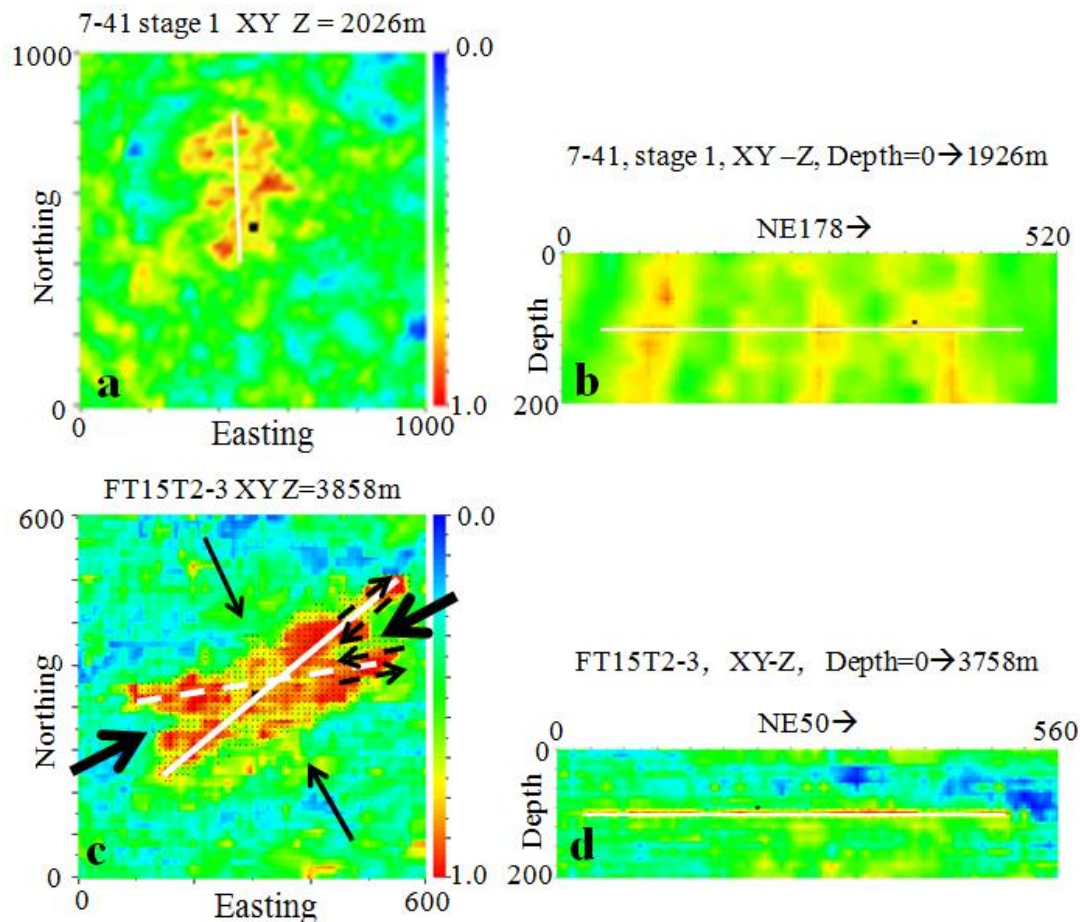 7-41 stage 1 XY Z = 2026m
1000
0.0
Northing
a
0
1.0
0
1000
Easting
7-41, stage 1, XY –Z, Depth=0→1926m
0
NE178→
520
0
Depth
b
200
FT15T2-3 XY Z=3858m
600
0.0
Northing
c
0
1.0
0
600
Easting
FT15T2-3, XY-Z, Depth=0→3758m
0
NE50→
560
0
Depth
d
200